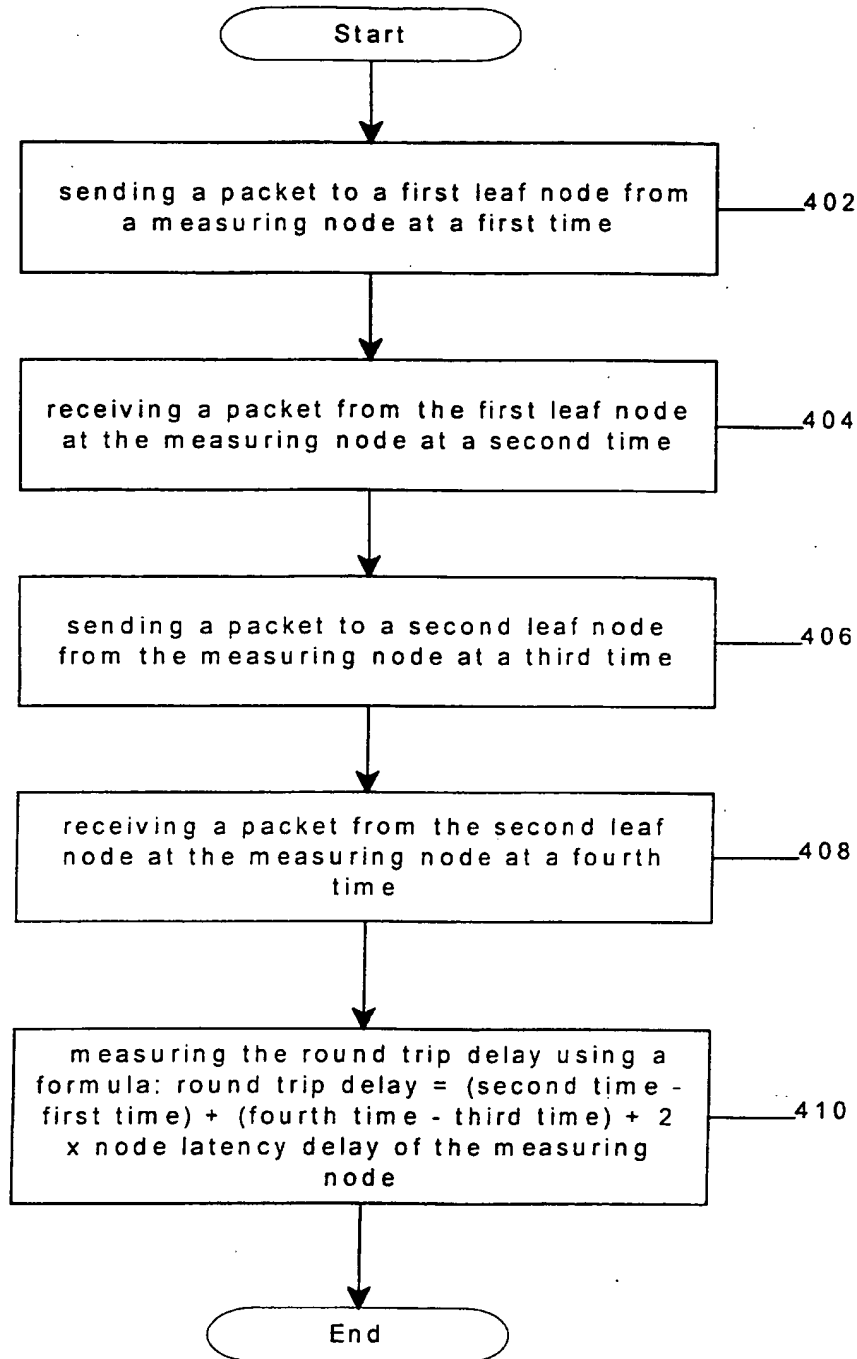 Start
sending a packet to a first leaf node from
a measuring node at a first time
402
receiving a packet from the first leaf node
at the measuring node at a second time
404
sending a packet to a second leaf node
from the measuring node at a third time
406
receiving a packet from the second leaf
node at the measuring node at a fourth
time
408
measuring the round trip delay using a
formula: round trip delay = (second time -
first time) + (fourth time - third time) + 2
x node latency delay of the measuring
node
410
End